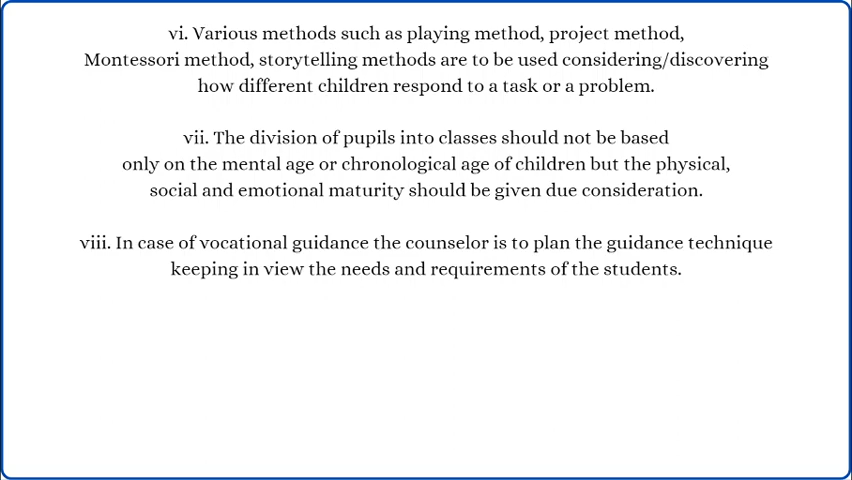 vi. Various methods such as playing method, project method,
Montessori method, storytelling methods are to be used considering/discovering
how different children respond to a task or a problem.
vii. The division of pupils into classes should not be based
only on the mental age or chronological age of children but the physical,
social and emotional maturity should be given due consideration.
viii. In case of vocational guidance the counselor is to plan the guidance technique
keeping in view the needs and requirements of the students.